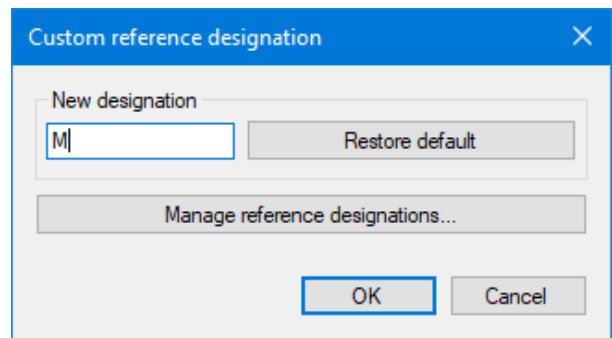 Custom reference designation
New designation
M
Restore default
Manage reference designations...
OK
Cancel